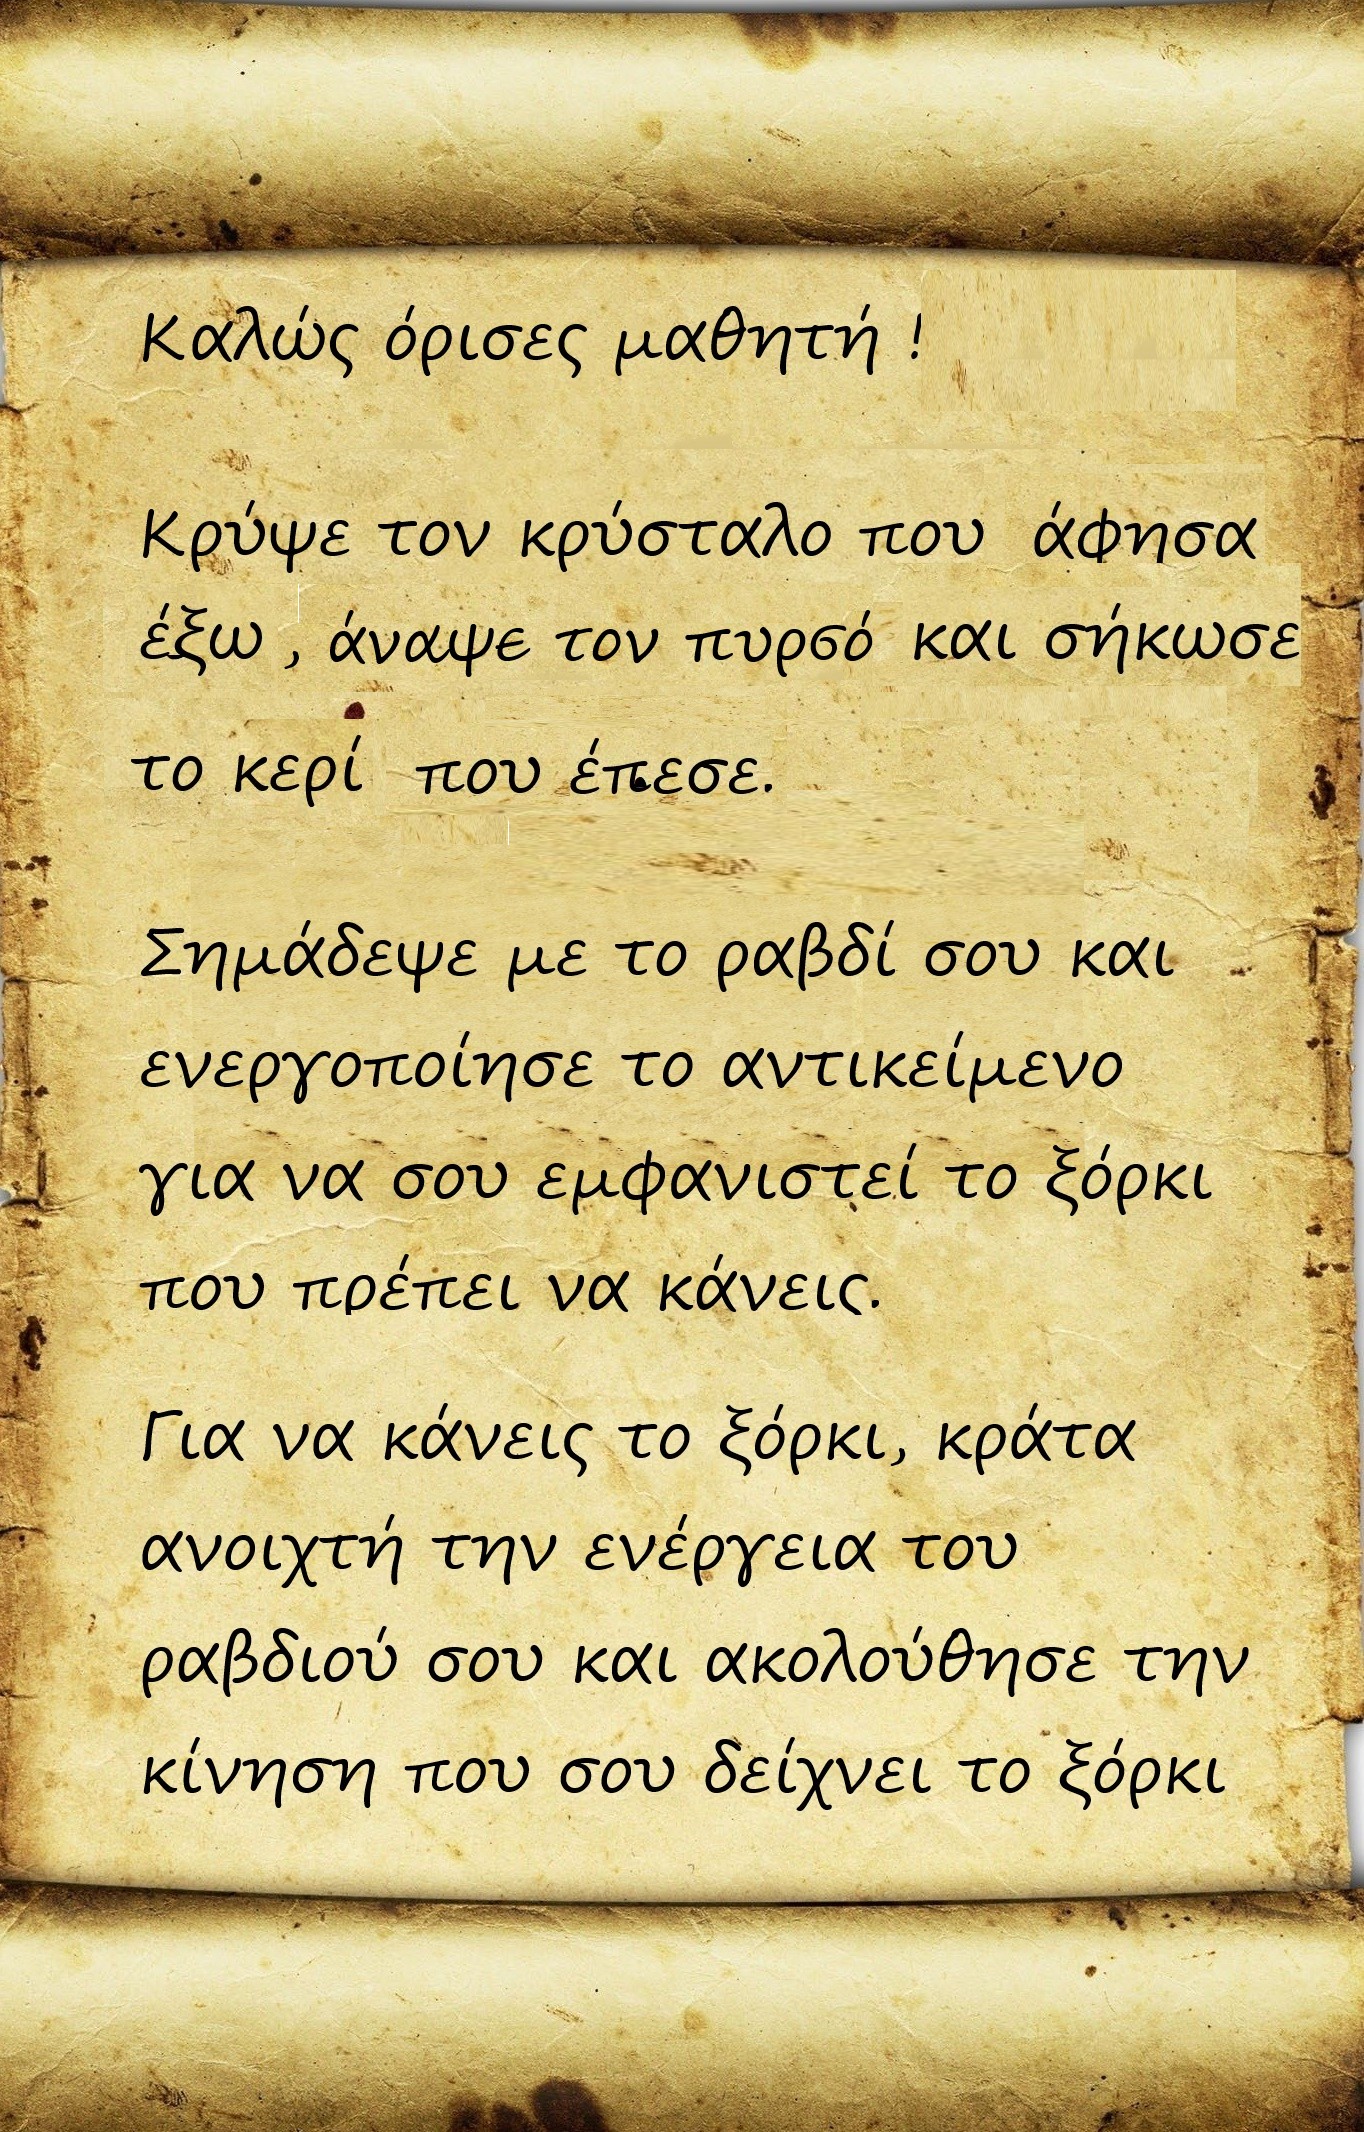 Καλώς όρισες μαθητή !
Κρύψε τον κρύσταλο που άφησα
έξω , άναψε τον πυρσό και σήκωσε
το κερί που έπεσε.
Σημάδεψε με το ραβδί σου και
ενεργοποίησε το αντικείμενο
για να σου εμφανιστεί το ξόρκι
που πρέπει να κάνεις.
Για να κάνεις το ξόρκι, κράτα
ανοιχτή την ενέργεια του
ραβδιού σου και ακολούθησε την
κίνηση που σου δείχνει το ξόρκι